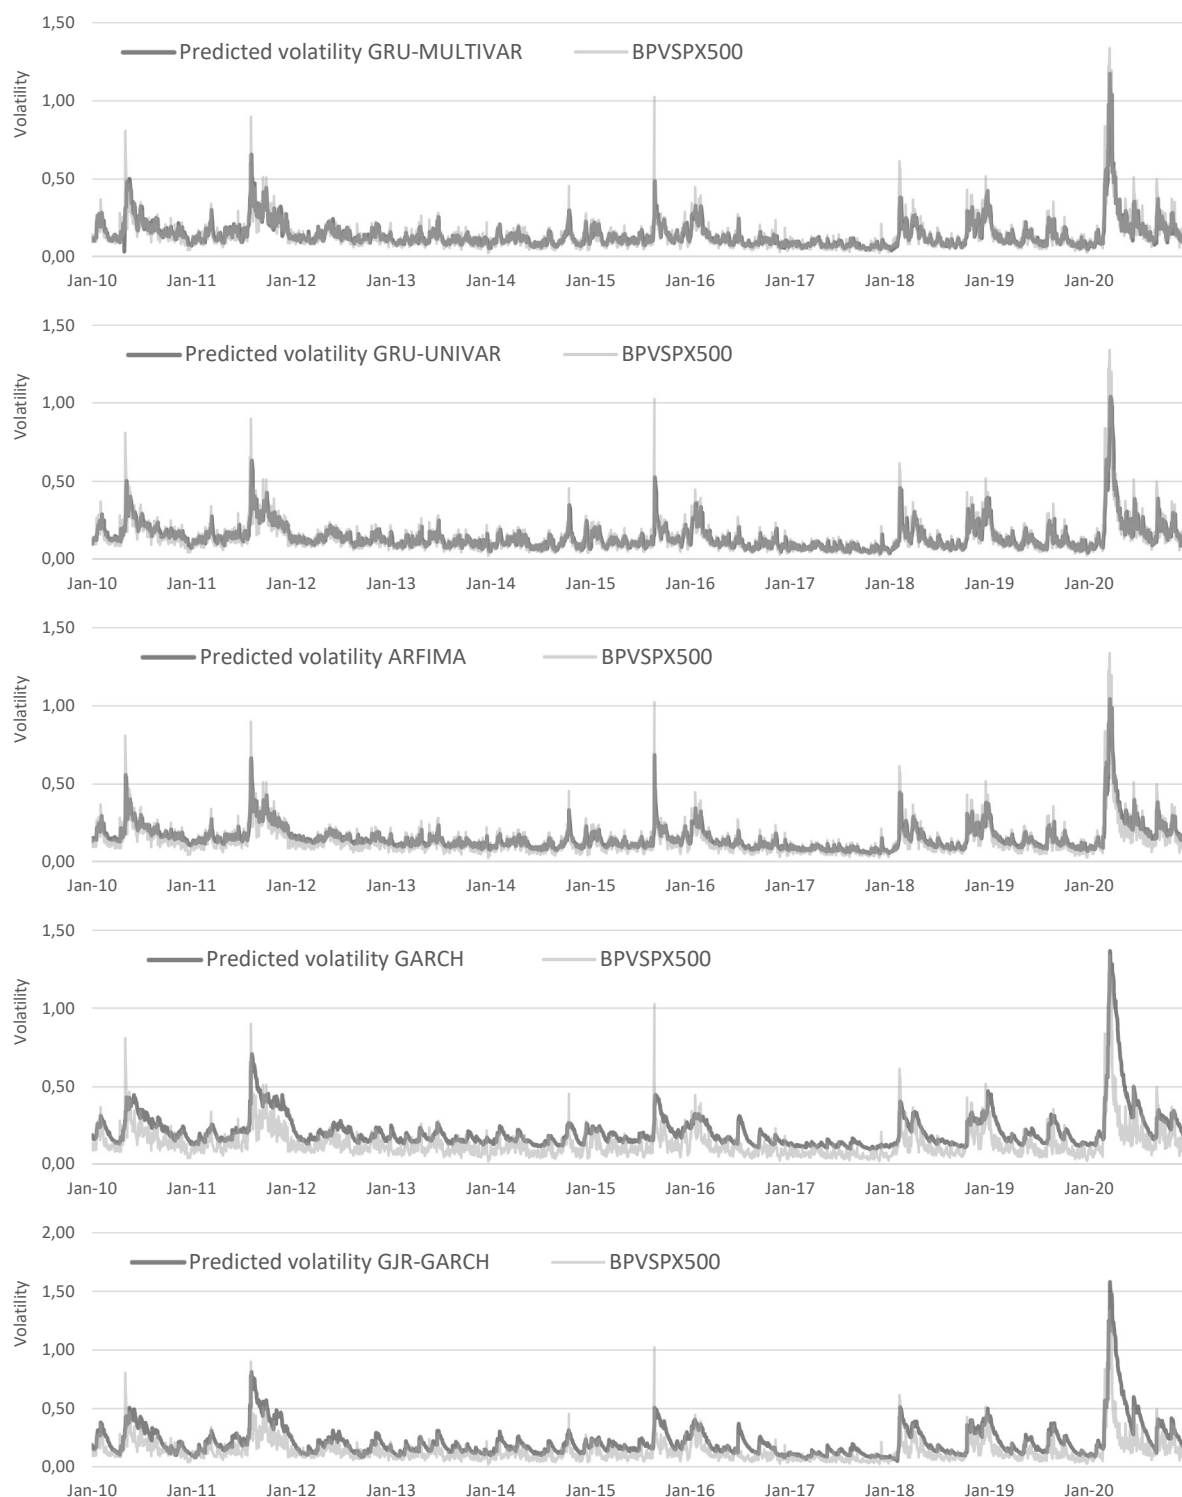 1,50
Predicted volatility GRU-MULTIVAR BPVSPX500
Volatility
1,00
0,50
0,00
Jan-10 Jan-11 Jan-12 Jan-13 Jan-14 Jan-15 Jan-16 Jan-17 Jan-18 Jan-19 Jan-20
1,50
Predicted volatility GRU-UNIVAR BPVSPX500
Volatility
1,00
0,50
0,00
Jan-10 Jan-11 Jan-12 Jan-13 Jan-14 Jan-15 Jan-16 Jan-17 Jan-18 Jan-19 Jan-20
1,50
Predicted volatility ARFIMA BPVSPX500
Volatility
1,00
0,50
0,00
Jan-10 Jan-11 Jan-12 Jan-13 Jan-14 Jan-15 Jan-16 Jan-17 Jan-18 Jan-19 Jan-20
1,50
Predicted volatility GARCH BPVSPX500
Volatility
1,00
0,50
0,00
Jan-10 Jan-11 Jan-12 Jan-13 Jan-14 Jan-15 Jan-16 Jan-17 Jan-18 Jan-19 Jan-20
2,00
Predicted volatility GJR-GARCH BPVSPX500
Volatility
1,50
1,00
0,50
0,00
Jan-10 Jan-11 Jan-12 Jan-13 Jan-14 Jan-15 Jan-16 Jan-17 Jan-18 Jan-19 Jan-20